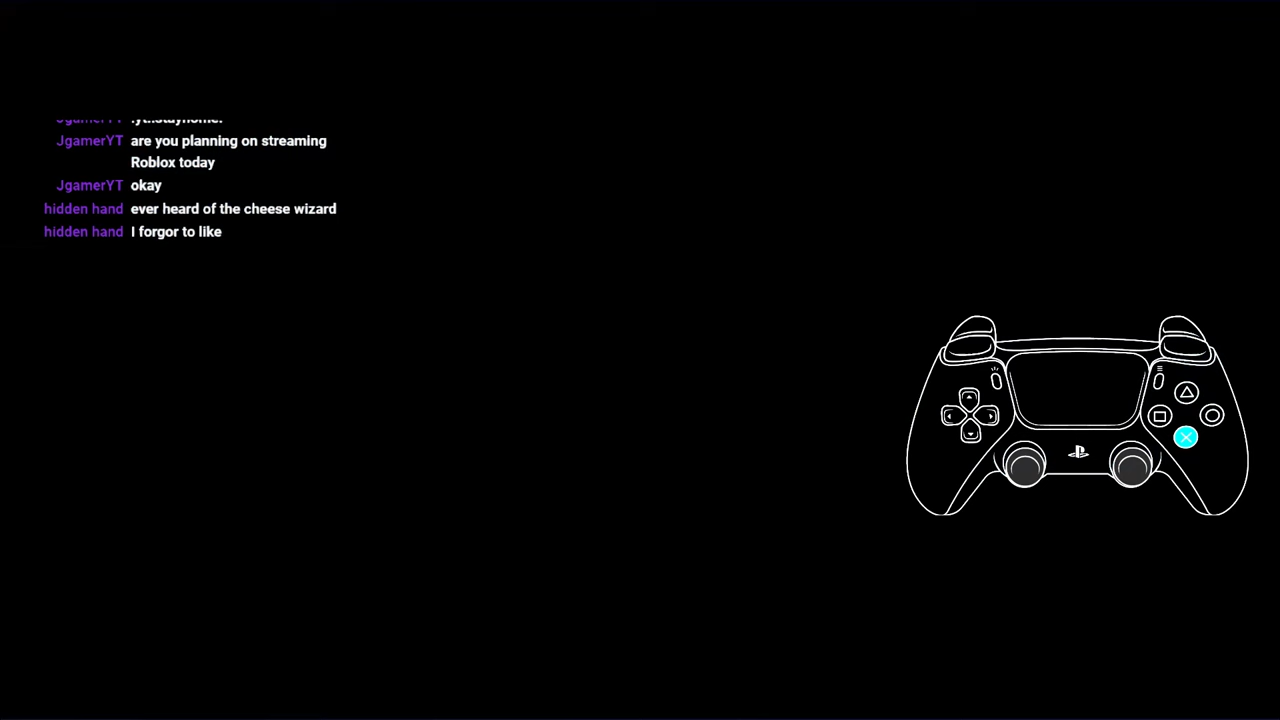 JgamerYT are you planning on streaming
Roblox today
JgamerYT okay
hidden hand ever heard of the cheese wizard
hidden hand I forgor to like